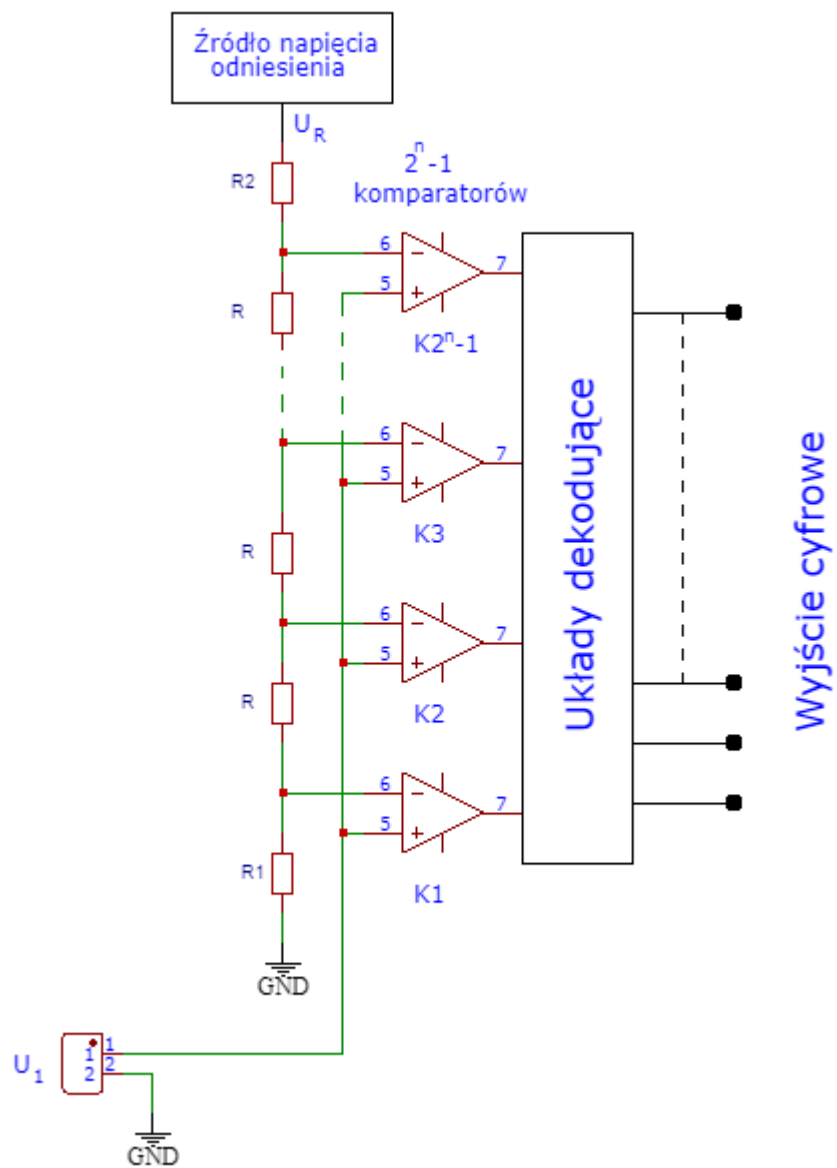 Źródło napięcia
odniesienia
U_R
R2
2^n-1
komparatorów
6
5
7
R
K2^n-1
6
5
7
K3
R
6
5
7
K2
R
6
5
7
K1
R1
GND
Układy dekodujące
Wyjście cyfrowe
U_1
1
1
2
2
GND